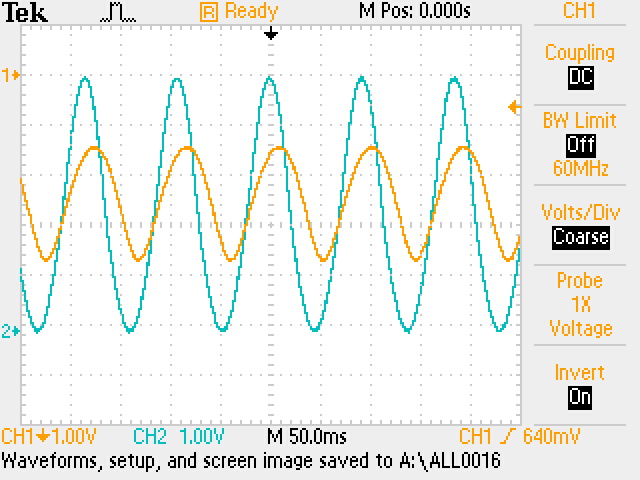 Tek R Ready M Pos: 0.000s CH1
1
Coupling
DC
BW Limit
Off
60MHz
Volts/Div
Coarse
Probe
1X
Voltage
2
Invert
On
CH1 1.00V CH2 1.00V M 50.0ms CH1 640mV
Waveforms, setup, and screen image saved to A:\ALL0016